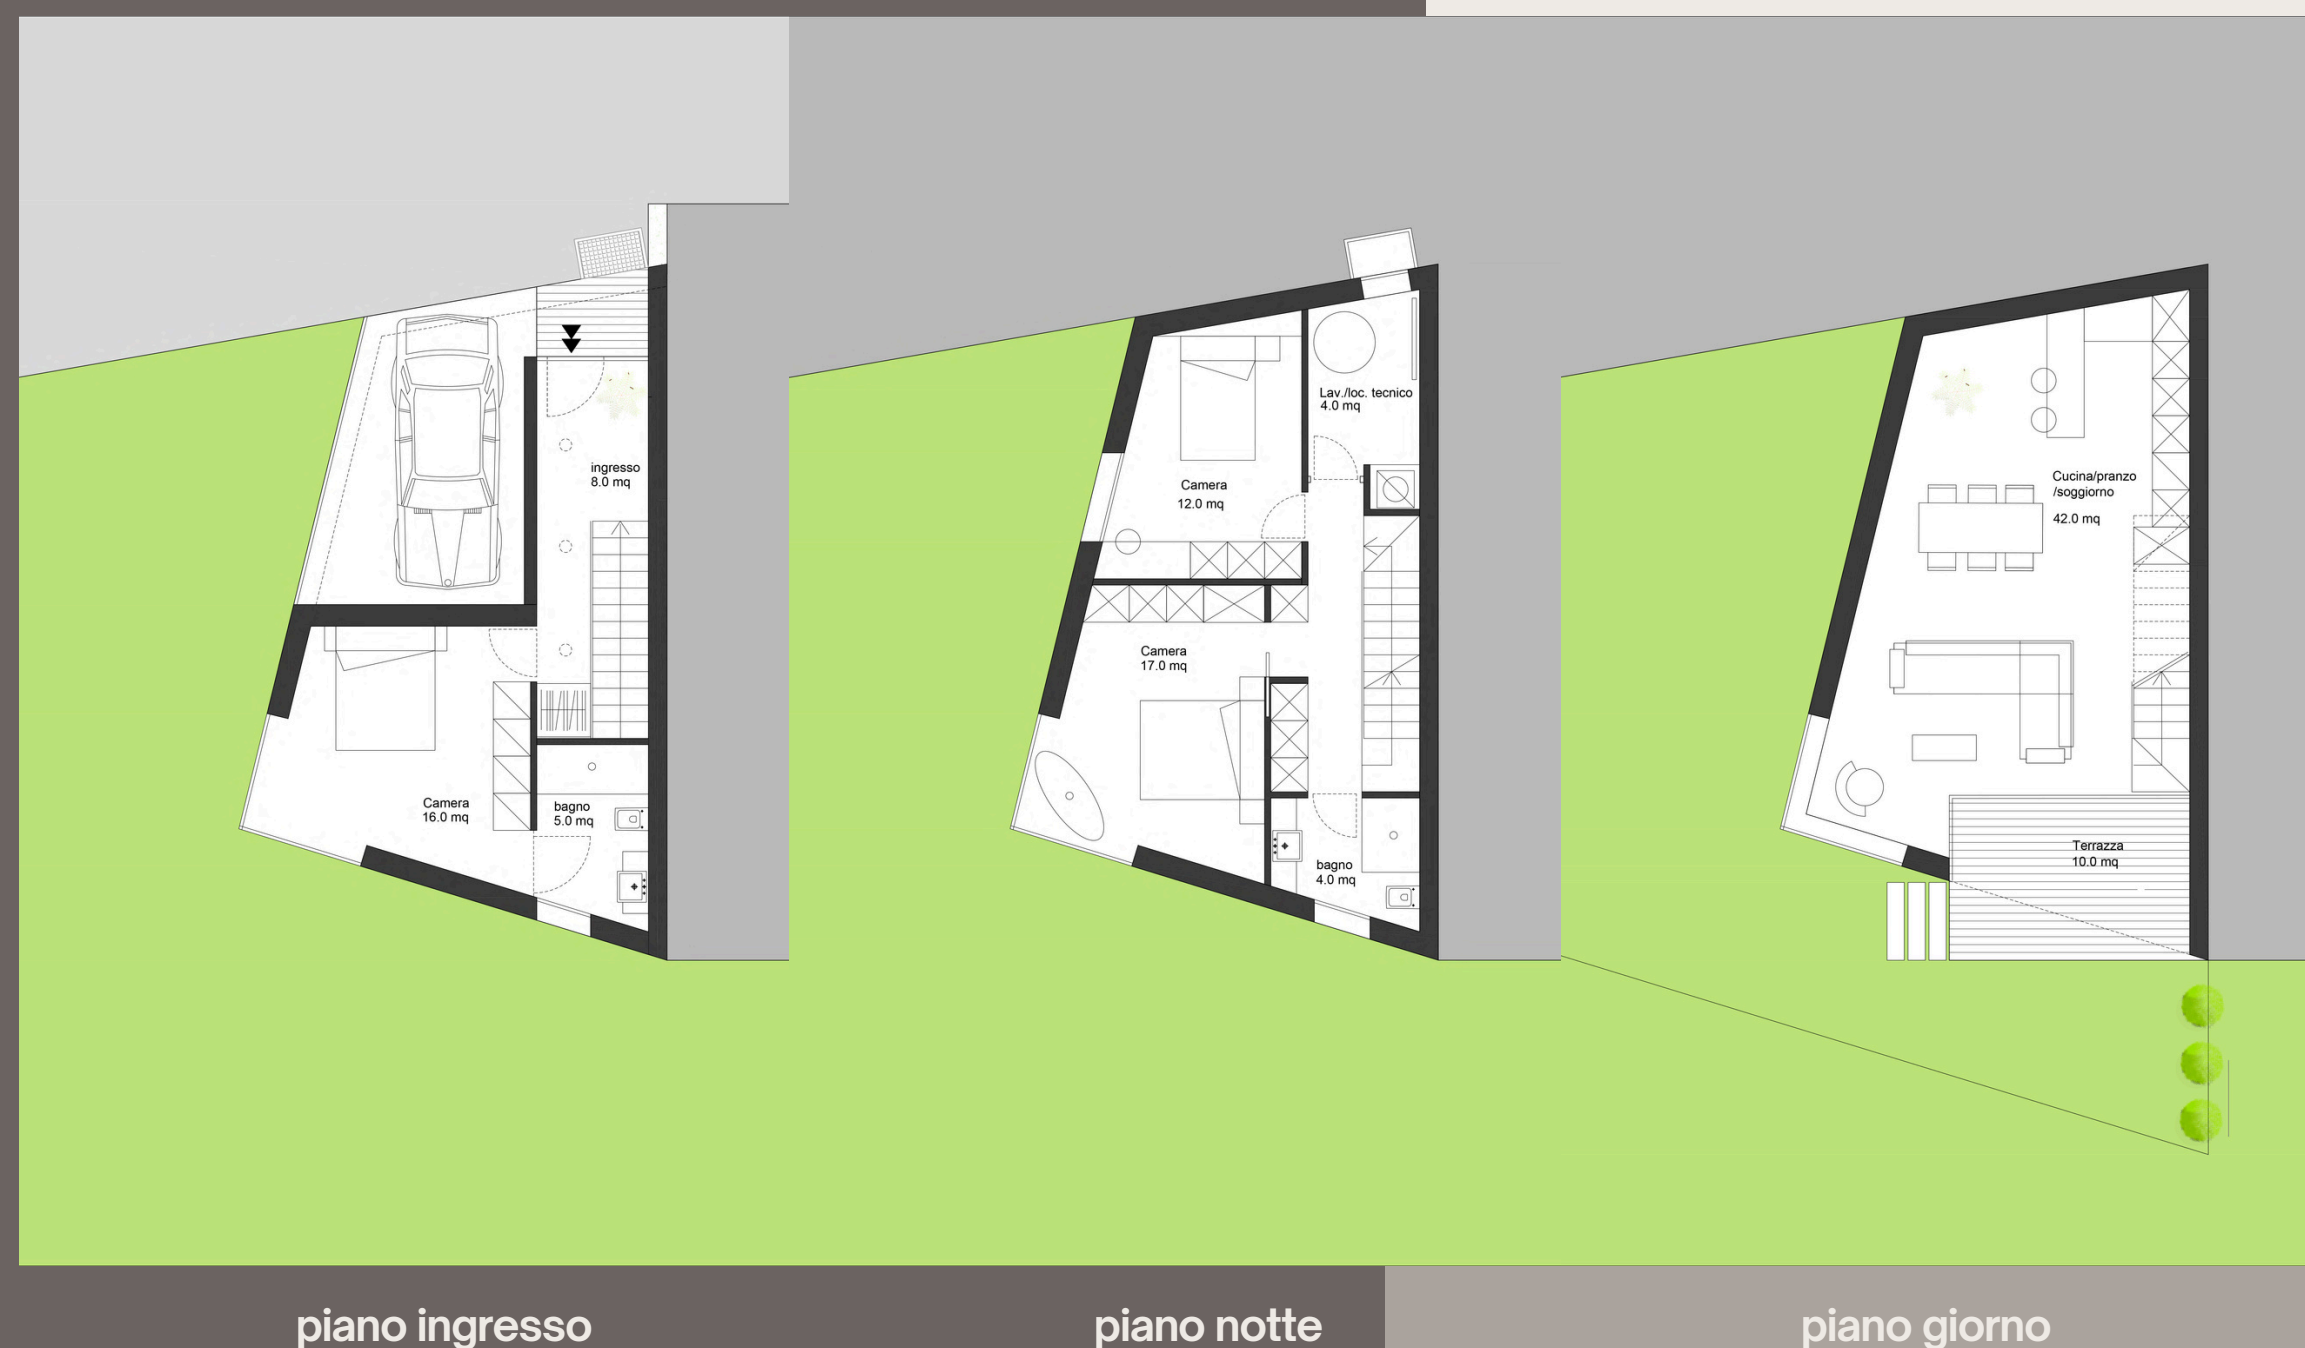 ingresso
8.0 mq
Camera
16.0 mq
bagno
5.0 mq
Lav./loc. tecnico
4.0 mq
Camera
12.0 mq
Camera
17.0 mq
bagno
4.0 mq
Cucina/pranzo
/soggiorno
42.0 mq
Terrazza
10.0 mq
piano ingresso
piano notte
piano giorno